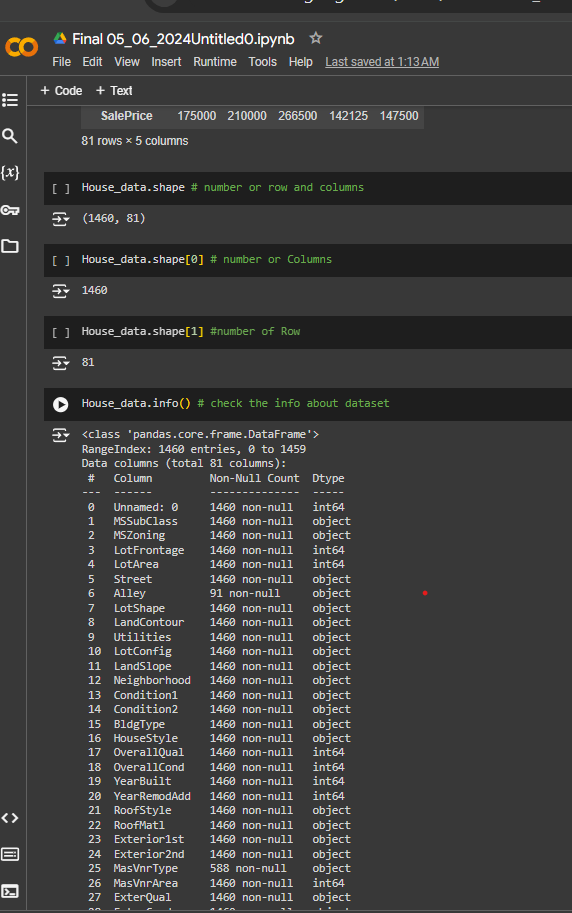 Final 05_06_2024Untitled0.ipynb
File Edit View Insert Runtime Tools Help Last saved at 1:13 AM
+ Code + Text
SalePrice 175000 210000 266500 142125 147500
81 rows × 5 columns
{x}
[ ] House_data.shape # number or row and columns
(1460, 81)
[ ] House_data.shape[0] # number or Columns
1460
[ ] House_data.shape[1] #number of Row
81
House_data.info() # check the info about dataset
<class 'pandas.core.frame.DataFrame'>
RangeIndex: 1460 entries, 0 to 1459
Data columns (total 81 columns):
# Column Non-Null Count Dtype
--- ------ -------------- -----
0 Unnamed: 0 1460 non-null int64
1 MSSubClass 1460 non-null object
2 MSZoning 1460 non-null object
3 LotFrontage 1460 non-null int64
4 LotArea 1460 non-null int64
5 Street 1460 non-null object
6 Alley 91 non-null object
7 LotShape 1460 non-null object
8 LandContour 1460 non-null object
9 Utilities 1460 non-null object
10 LotConfig 1460 non-null object
11 LandSlope 1460 non-null object
12 Neighborhood 1460 non-null object
13 Condition1 1460 non-null object
14 Condition2 1460 non-null object
15 BldgType 1460 non-null object
16 HouseStyle 1460 non-null object
17 OverallQual 1460 non-null int64
18 OverallCond 1460 non-null int64
19 YearBuilt 1460 non-null int64
20 YearRemodAdd 1460 non-null int64
21 RoofStyle 1460 non-null object
22 RoofMatl 1460 non-null object
23 Exterior1st 1460 non-null object
24 Exterior2nd 1460 non-null object
25 MasVnrType 588 non-null object
26 MasVnrArea 1460 non-null int64
27 ExterQual 1460 non-null object